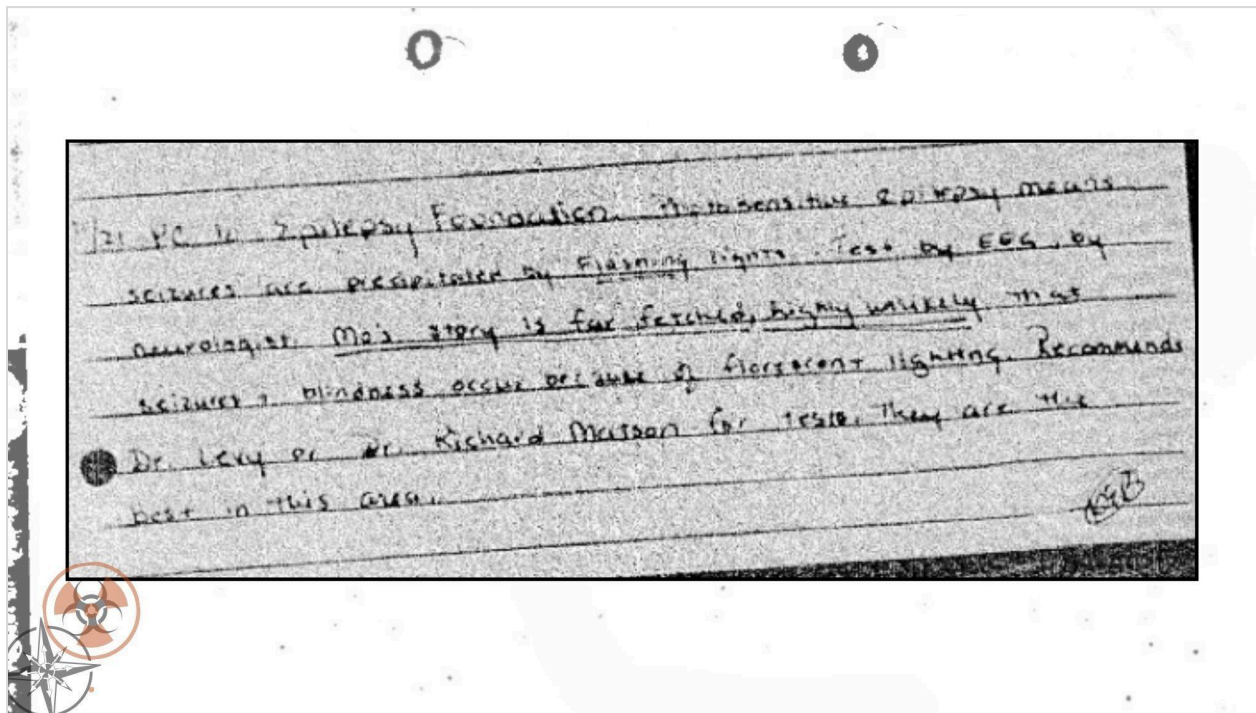 /21 PC to Epilepsy Foundation. Photosensitive epilepsy means
seizures are precipitated by flashing lights. Test by EEG, by
neurologist. Mo's story is far fetched, highly unlikely that
seizures + blindness occur because of florescent lighting. Recommends
Dr. Levy or Dr. Richard Mattson for tests. They are the
best in this area.